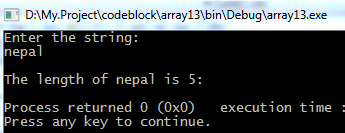 D:\My.Project\codeblock\array13\bin\Debug\array13.exe
Enter the string:
nepal
The length of nepal is 5:
Process returned 0 (0x0)   execution time :
Press any key to continue.